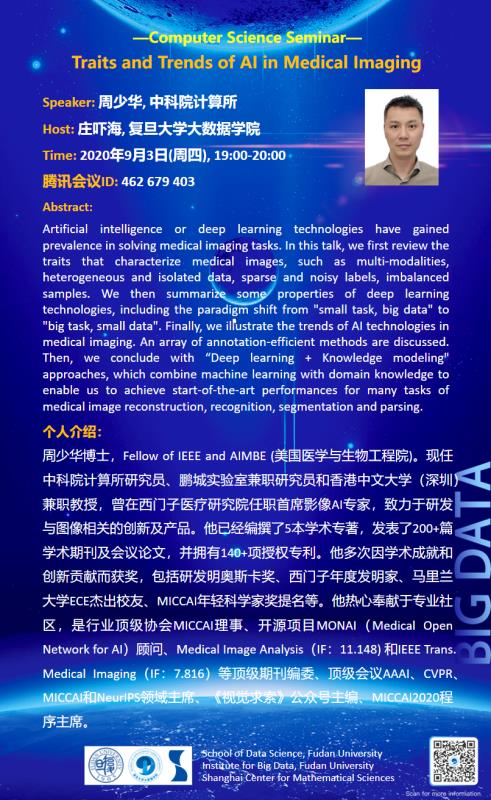 —Computer Science Seminar—
Traits and Trends of AI in Medical Imaging
Speaker: 周少华, 中科院计算所
Host: 庄吓海, 复旦大学大数据学院
Time: 2020年9月3日(周四), 19:00-20:00
腾讯会议ID: 462 679 403
Abstract:
Artificial intelligence or deep learning technologies have gained
prevalence in solving medical imaging tasks. In this talk, we first review the
traits that characterize medical images, such as multi-modalities,
heterogeneous and isolated data, sparse and noisy labels, imbalanced
samples. We then summarize some properties of deep learning
technologies, including the paradigm shift from "small task, big data" to
"big task, small data". Finally, we illustrate the trends of AI technologies in
medical imaging. An array of annotation-efficient methods are discussed.
Then, we conclude with “Deep learning + Knowledge modeling"
approaches, which combine machine learning with domain knowledge to
enable us to achieve start-of-the-art performances for many tasks of
medical image reconstruction, recognition, segmentation and parsing.
个人介绍：
周少华博士，Fellow of IEEE and AIMBE (美国医学与生物工程院)。现任
中科院计算所研究员、鹏城实验室兼职研究员和香港中文大学（深圳）
兼职教授，曾在西门子医疗研究院任职首席影像AI专家，致力于研发
与图像相关的创新及产品。他已经编撰了5本学术专著，发表了200+篇
学术期刊及会议论文，并拥有140+项授权专利。他多次因学术成就和
创新贡献而获奖，包括研发明奥斯卡奖、西门子年度发明家、马里兰
大学ECE杰出校友、MICCAI年轻科学家奖提名等。他热心奉献于专业社
区，是行业顶级协会MICCAI理事、开源项目MONAI（Medical Open
Network for AI）顾问、Medical Image Analysis（IF：11.148) 和IEEE Trans.
Medical Imaging（IF：7.816）等顶级期刊编委、顶级会议AAAI、CVPR、
MICCAI和NeurIPS领域主席、《视觉求索》公众号主编、MICCAI2020程
序主席。
BIG DATA
School of Data Science, Fudan University
Institute for Big Data, Fudan University
Shanghai Center for Mathematical Sciences
Scan for more information